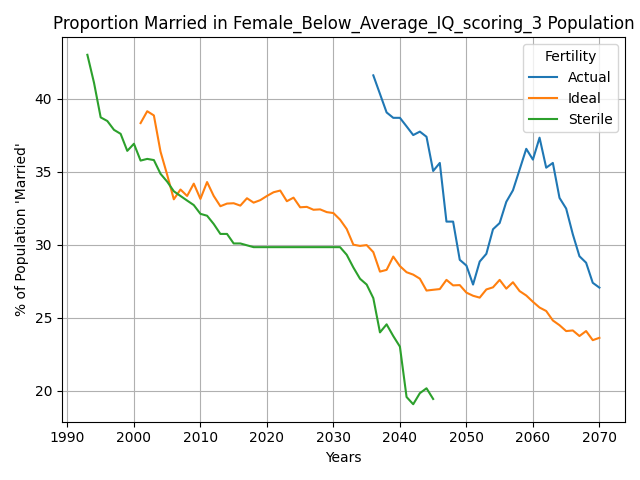 Proportion Married in Female_Below_Average_IQ_scoring_3 Population
Fertility
Actual
Ideal
Sterile
% of Population 'Married'
40
35
30
25
20
1990 2000 2010 2020 2030 2040 2050 2060 2070
Years